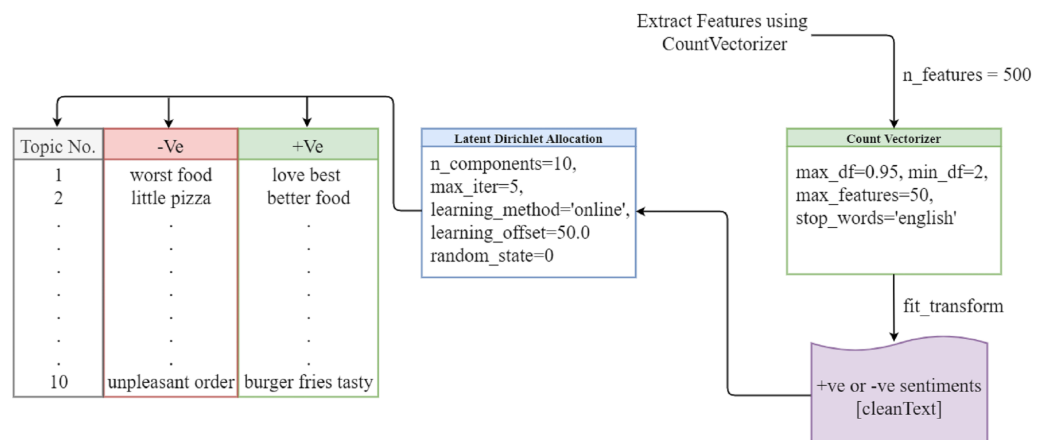 Extract Features using
CountVectorizer
n_features = 500
Count Vectorizer
max_df=0.95, min_df=2,
max_features=50,
stop_words='english'
fit_transform
+ve or -ve sentiments
[cleanText]
Latent Dirichlet Allocation
n_components=10,
max_iter=5,
learning_method='online',
learning_offset=50.0
random_state=0
Topic No. -Ve +Ve
1 worst food love best
2 little pizza better food
. . .
. . .
. . .
. . .
. . .
. . .
. . .
10 unpleasant order burger fries tasty